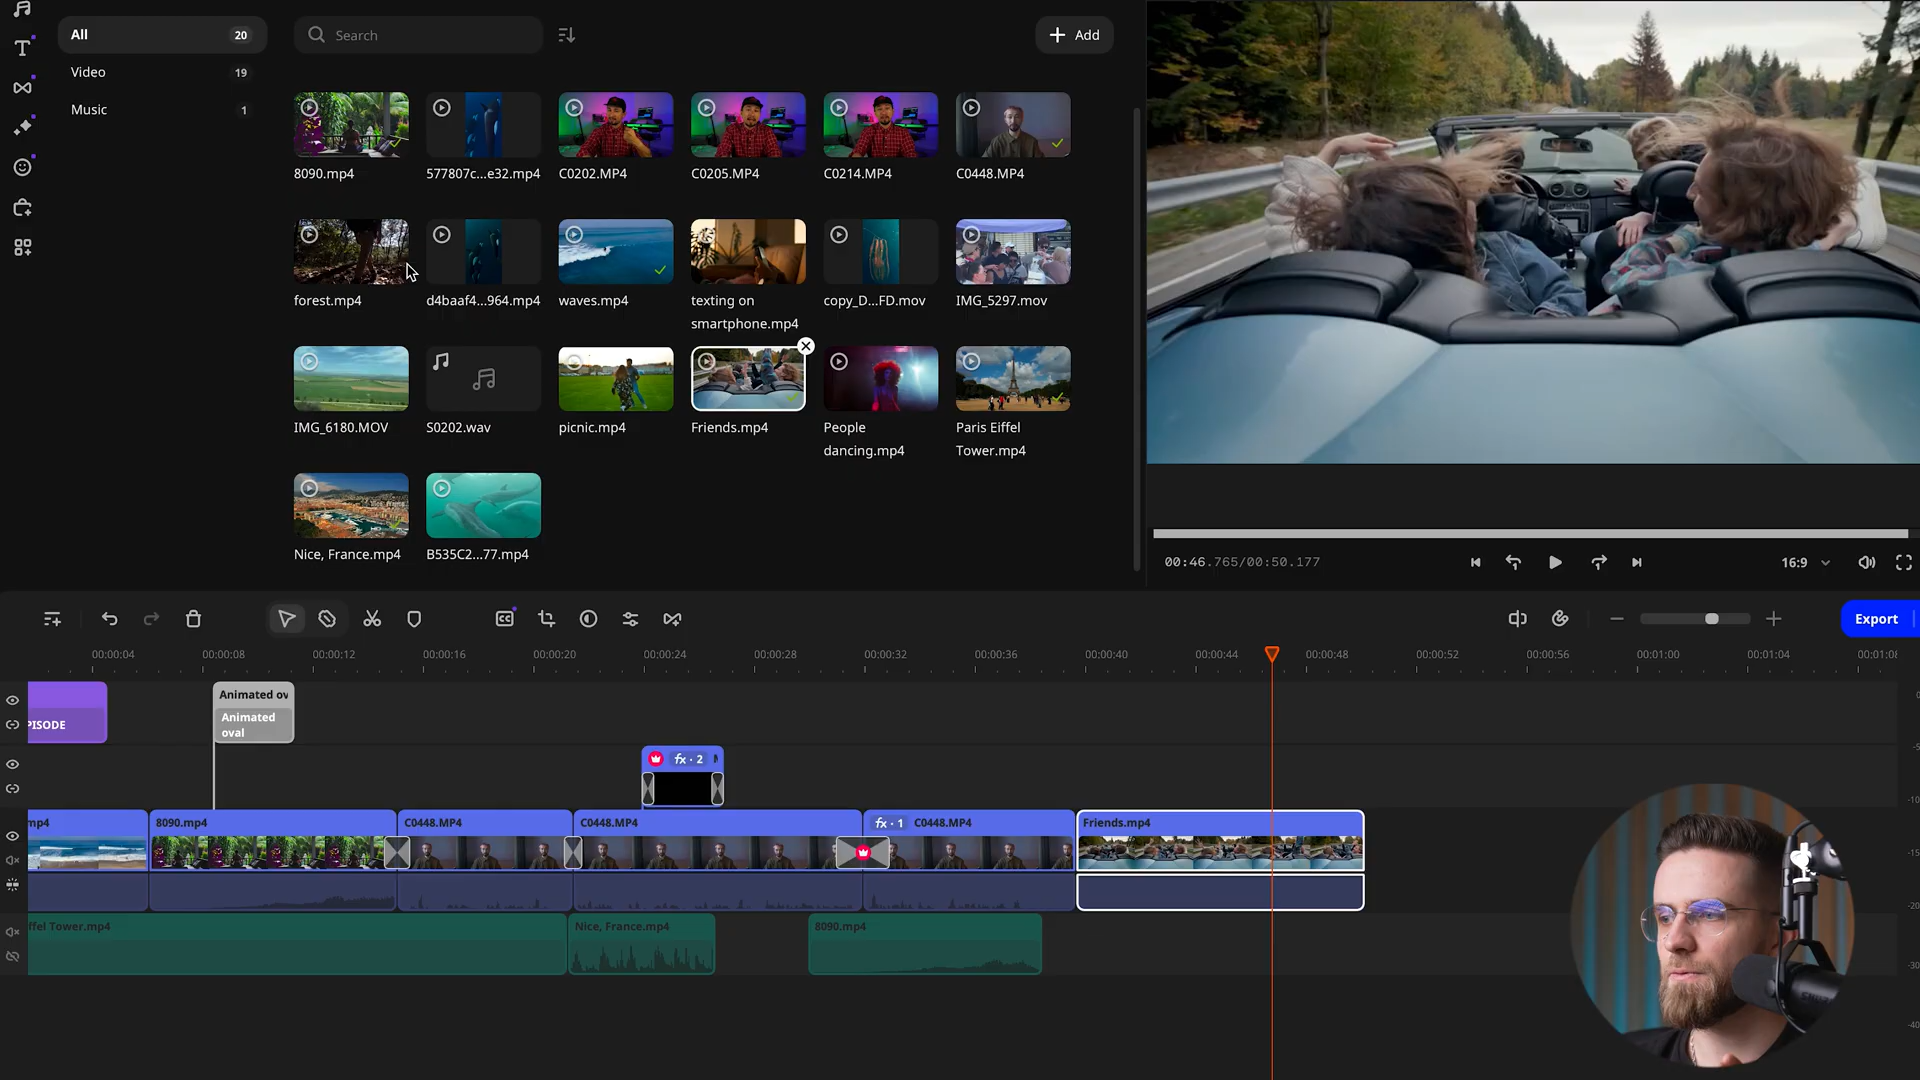 All 20
Video 19
Music 1
Search
Add
8090.mp4
577807c...e32.mp4
C0202.MP4
C0205.MP4
C0214.MP4
C0448.MP4
forest.mp4
d4baaf4...964.mp4
waves.mp4
texting on
smartphone.mp4
copy_D...FD.mov
IMG_5297.mov
IMG_6180.MOV
S0202.wav
picnic.mp4
Friends.mp4
People
dancing.mp4
Paris Eiffel
Tower.mp4
Nice, France.mp4
B535C2...77.mp4
00:46.765/00:50.177
16:9
Export
00:00:04
00:00:08
00:00:12
00:00:16
00:00:20
00:00:24
00:00:28
00:00:32
00:00:36
00:00:40
00:00:44
00:00:48
00:00:52
00:00:56
00:01:00
00:01:04
00:01:08
PISODE
Animated ov
Animated
oval
fx · 2
mp4
8090.mp4
C0448.MP4
C0448.MP4
fx · 1 C0448.MP4
Friends.mp4
ffel Tower.mp4
Nice, France.mp4
8090.mp4
0
-5
-10
-15
-20
-30
-40